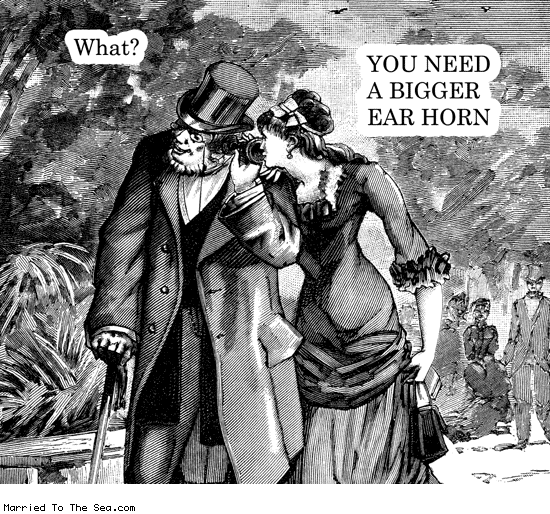 What?
YOU NEED
A BIGGER
EAR HORN
Married To The Sea.com